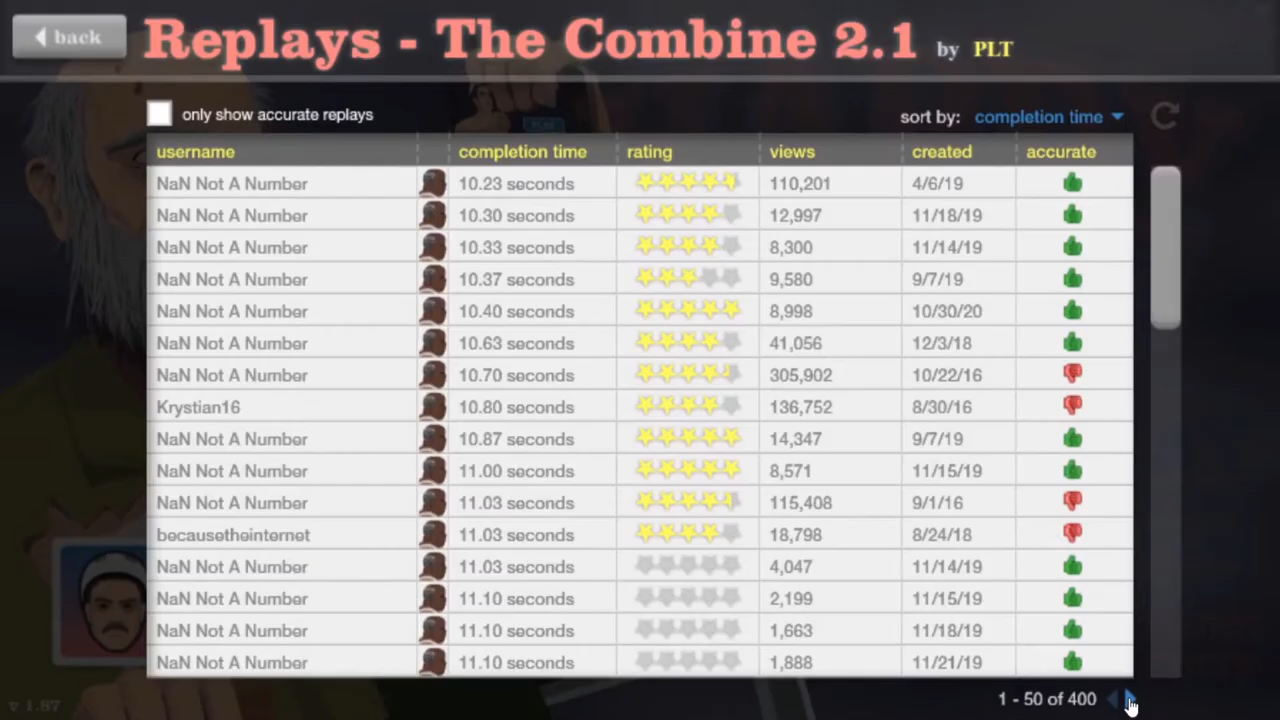 back Replays - The Combine 2.1 by PLT
only show accurate replays sort by: completion time
username completion time rating views created accurate
NaN Not A Number 10.23 seconds 110,201 4/6/19
NaN Not A Number 10.30 seconds 12,997 11/18/19
NaN Not A Number 10.33 seconds 8,300 11/14/19
NaN Not A Number 10.37 seconds 9,580 9/7/19
NaN Not A Number 10.40 seconds 8,998 10/30/20
NaN Not A Number 10.63 seconds 41,056 12/3/18
NaN Not A Number 10.70 seconds 305,902 10/22/16
Krystian16 10.80 seconds 136,752 8/30/16
NaN Not A Number 10.87 seconds 14,347 9/7/19
NaN Not A Number 11.00 seconds 8,571 11/15/19
NaN Not A Number 11.03 seconds 115,408 9/1/16
becausetheinternet 11.03 seconds 18,798 8/24/18
NaN Not A Number 11.03 seconds 4,047 11/14/19
NaN Not A Number 11.10 seconds 2,199 11/15/19
NaN Not A Number 11.10 seconds 1,663 11/18/19
NaN Not A Number 11.10 seconds 1,888 11/21/19
1 - 50 of 400
v 1.87